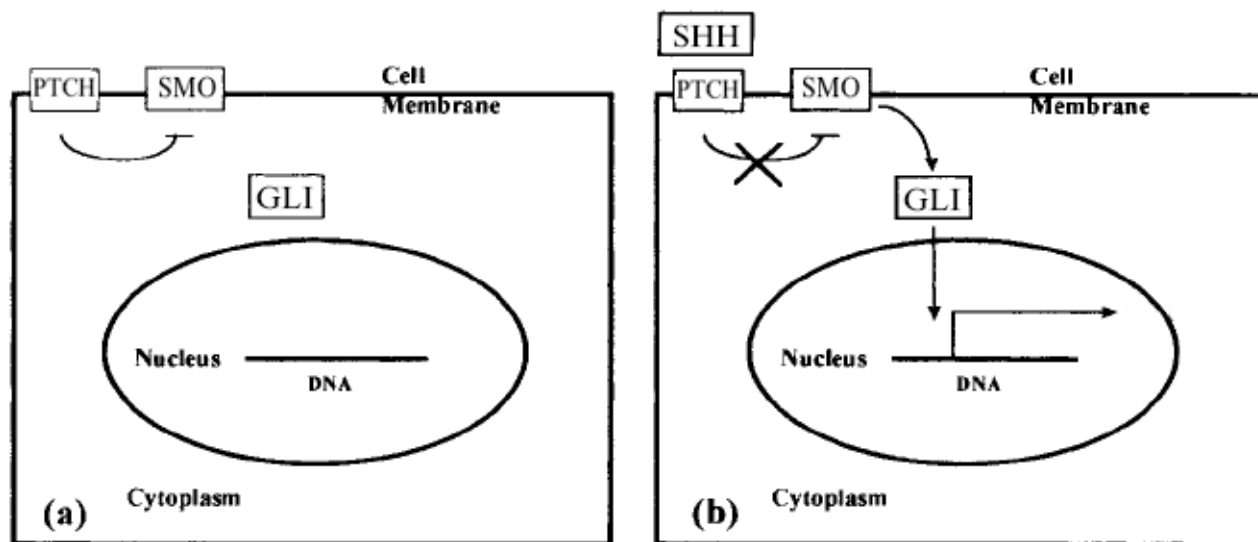 PTCH
SMO
Cell
Membrane
GLI
Nucleus
DNA
Cytoplasm
(a)
SHH
PTCH
SMO
Cell
Membrane
GLI
Nucleus
DNA
Cytoplasm
(b)